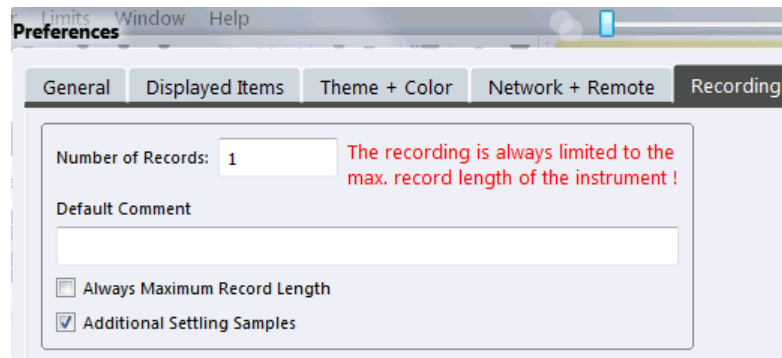 Limits Window Help
Preferences
General Displayed Items Theme + Color Network + Remote Recording
Number of Records: 1 The recording is always limited to the
max. record length of the instrument !
Default Comment
Always Maximum Record Length
Additional Settling Samples